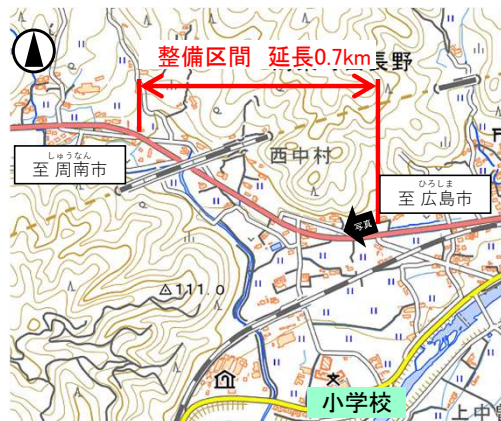 整備区間 延長0.7km
長野
西中村
しゅうなん
至 周南市
ひろしま
至 広島市
写真
111.0
小学校
上中